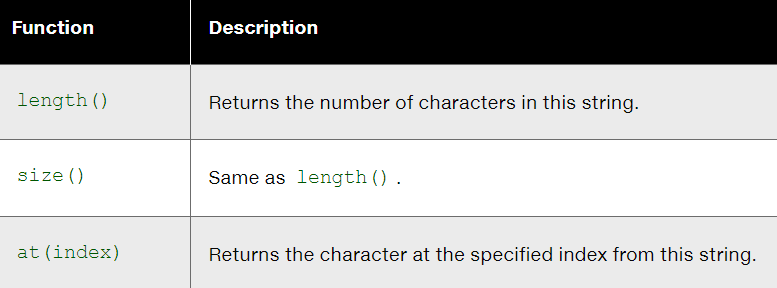 Function Description
length() Returns the number of characters in this string.
size() Same as length().
at(index) Returns the character at the specified index from this string.